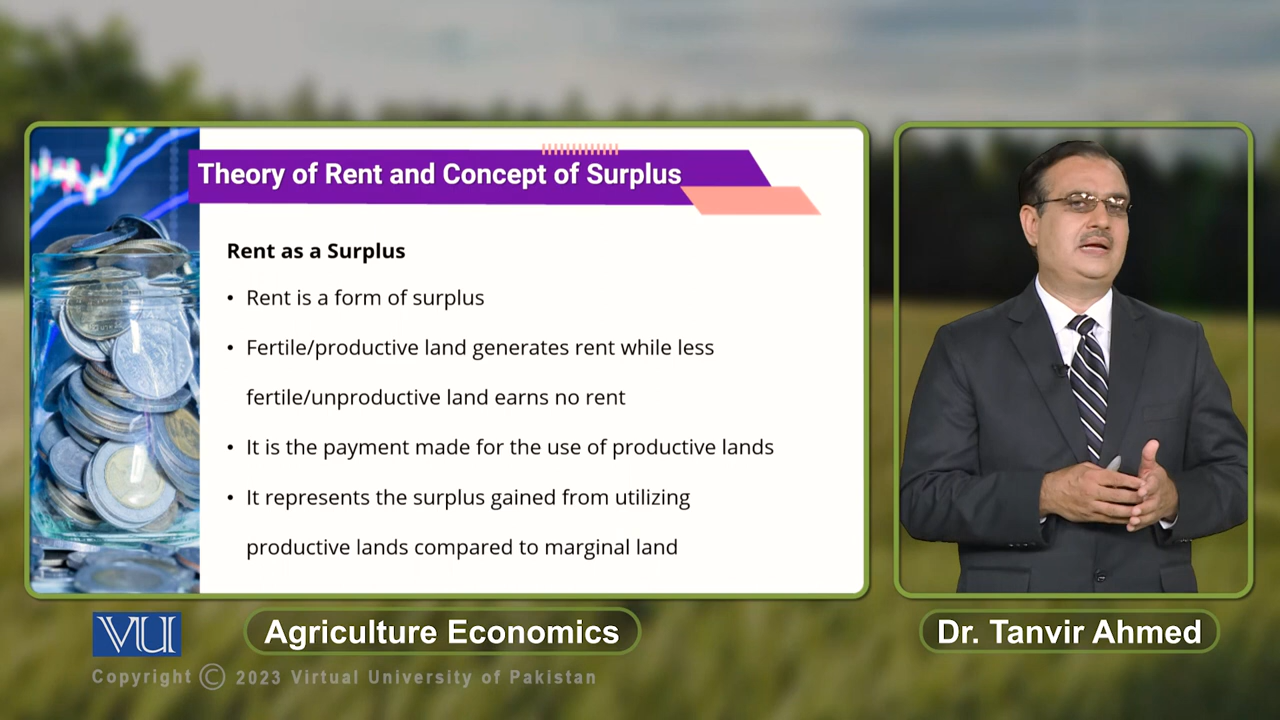 Theory of Rent and Concept of Surplus
Rent as a Surplus
• Rent is a form of surplus
• Fertile/productive land generates rent while less
fertile/unproductive land earns no rent
• It is the payment made for the use of productive lands
• It represents the surplus gained from utilizing
productive lands compared to marginal land
VU
Agriculture Economics
Dr. Tanvir Ahmed
Copyright © 2023 Virtual University of Pakistan